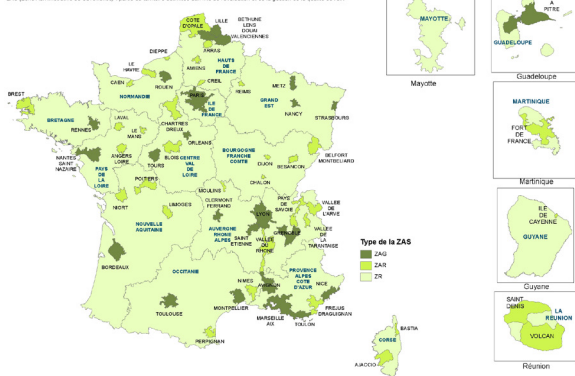 COTE
D'OPALE
LILLE
BETHUNE
LENS
DOUAI
VALENCIENNES
ARRAS
DIEPPE
HAUTS
DE
FRANCE
AMIENS
LE
HAVRE
CREIL
CAEN
ROUEN
REIMS
METZ
NORMANDIE
PARIS
ILE
DE
FRANCE
GRAND
EST
NANCY
STRASBOURG
BREST
BRETAGNE
LAVAL
RENNES
LE
MANS
CHARTRES
DREUX
ORLEANS
NANTES
SAINT
NAZAIRE
ANGERS
LOIRE
BLOIS
CENTRE
VAL
DE
LOIRE
TOURS
PAYS
DE
LA
LOIRE
POITIERS
BOURGOGNE
FRANCHE
COMTE
DIJON
BESANCON
BELFORT
MONTBELIARD
CHALON
MOULINS
NIORT
LIMOGES
CLERMONT
FERRAND
NOUVELLE
AQUITAINE
AUVERGNE
RHONE
ALPES
LYON
SAINT
ETIENNE
PAYS
DE
SAVOIE
VALLEE
DE
L'ARVE
GRENOBLE
VALLEE
DE
LA
TARANTAISE
VALLEE
DU
RHONE
BORDEAUX
OCCITANIE
TOULOUSE
NIMES
AVIGNON
PROVENCE
ALPES
COTE
D'AZUR
NICE
MONTPELLIER
MARSEILLE
AIX
TOULON
FREJUS
DRAGUIGNAN
PERPIGNAN
CORSE
BASTIA
AJACCIO
Type de la ZAS
ZAG
ZAR
ZR
MAYOTTE
Mayotte
A
PITRE
GUADELOUPE
Guadeloupe
MARTINIQUE
FORT
DE
FRANCE
Martinique
ILE
DE
CAYENNE
GUYANE
Guyane
SAINT
DENIS
LA
REUNION
VOLCAN
Réunion